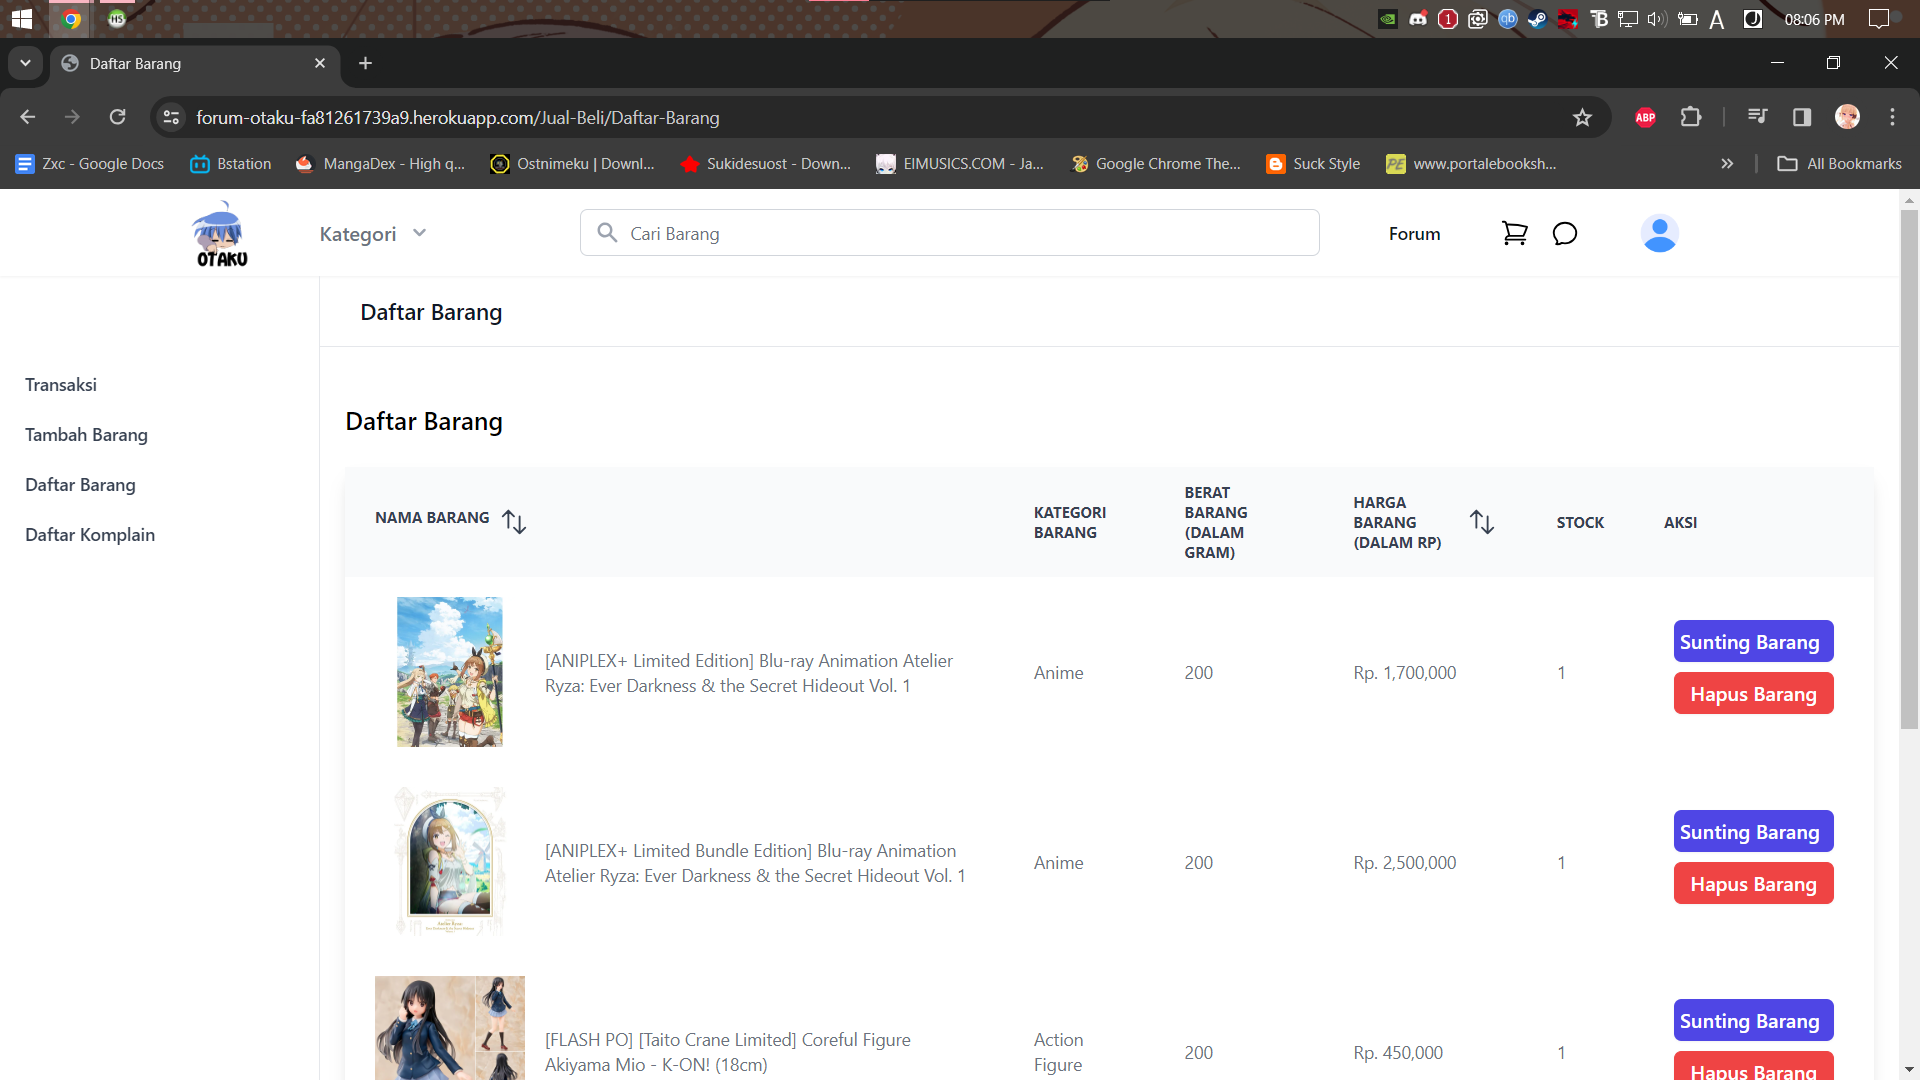 HS
1
qb
08:06 PM
Daftar Barang
forum-otaku-fa81261739a9.herokuapp.com/Jual-Beli/Daftar-Barang
ABP
Zxc - Google Docs
Bstation
MangaDex - High q...
Ostnimeku | Downl...
Sukidesuost - Down...
EIMUSICS.COM - Ja...
Google Chrome The...
Suck Style
www.portalebooksh...
All Bookmarks
OTAKU
Kategori
Cari Barang
Forum
Daftar Barang
Transaksi
Tambah Barang
Daftar Barang
Daftar Komplain
Daftar Barang
NAMA BARANG
KATEGORI
BARANG
BERAT
BARANG
(DALAM
GRAM)
HARGA
BARANG
(DALAM RP)
STOCK
AKSI
[ANIPLEX+ Limited Edition] Blu-ray Animation Atelier
Ryza: Ever Darkness & the Secret Hideout Vol. 1
Anime
200
Rp. 1,700,000
1
Sunting Barang
Hapus Barang
[ANIPLEX+ Limited Bundle Edition] Blu-ray Animation
Atelier Ryza: Ever Darkness & the Secret Hideout Vol. 1
Anime
200
Rp. 2,500,000
1
Sunting Barang
Hapus Barang
[FLASH PO] [Taito Crane Limited] Coreful Figure
Akiyama Mio - K-ON! (18cm)
Action
Figure
200
Rp. 450,000
1
Sunting Barang
Hapus Barang